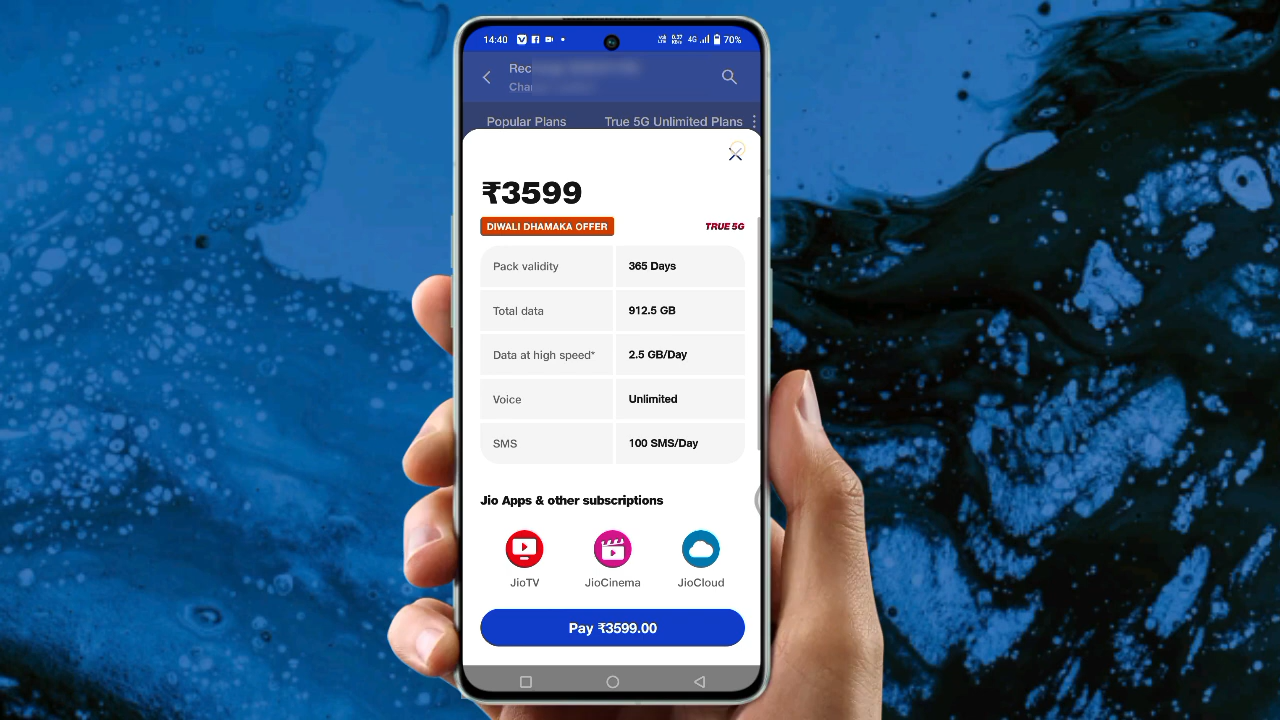 14:40 70%
4G
Popular Plans True 5G Unlimited Plans
₹3599
DIWALI DHAMAKA OFFER TRUE 5G
Pack validity 365 Days
Total data 912.5 GB
Data at high speed* 2.5 GB/Day
Voice Unlimited
SMS 100 SMS/Day
Jio Apps & other subscriptions
JioTV JioCinema JioCloud
Pay ₹3599.00